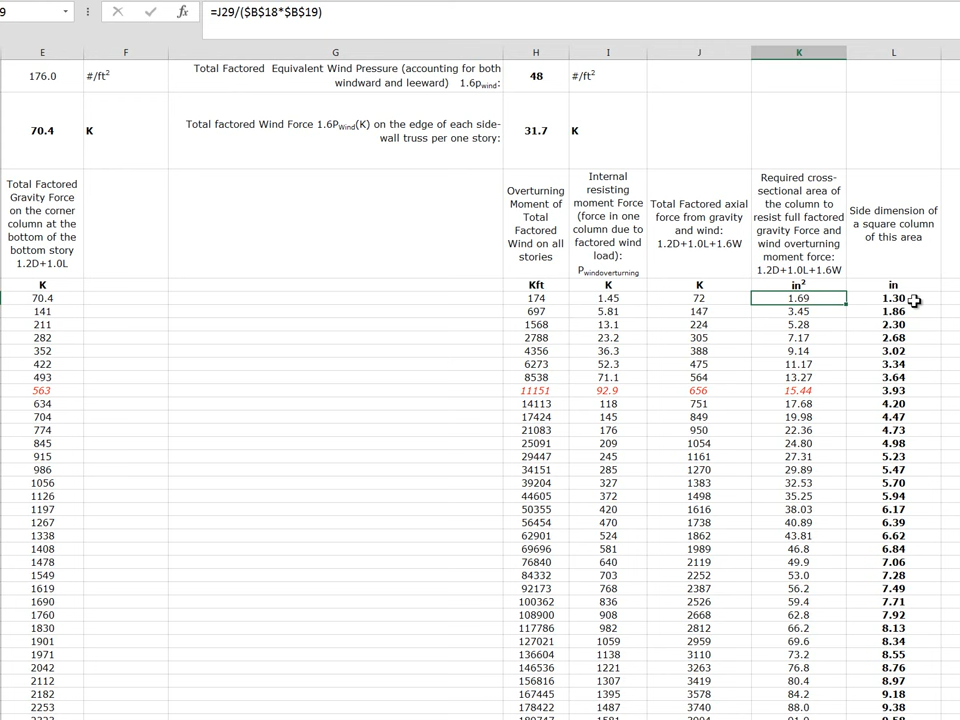 9
=J29/($B$18*$B$19)
E F G H I J K L
176.0 #/ft² Total Factored Equivalent Wind Pressure (accounting for both 48 #/ft²
windward and leeward) 1.6pwind:
70.4 K Total factored Wind Force 1.6PWind(K) on the edge of each side- 31.7 K
wall truss per one story:
Total Factored
Gravity Force
on the corner
column at the
bottom of the
bottom story
1.2D+1.0L
Overturning
Moment of
Total
Factored
Wind on all
stories
Internal
resisting
moment Force
(force in one
column due to
factored wind
load):
Pwindoverturning
Total Factored axial
force from gravity
and wind:
1.2D+1.0L+1.6W
Required cross-
sectional area of
the column to
resist full factored
gravity Force and
wind overturning
moment force:
1.2D+1.0L+1.6W
Side dimension of
a square column
of this area
K Kft K K in² in
70.4 174 1.45 72 1.69 1.30
141 697 5.81 147 3.45 1.86
211 1568 13.1 224 5.28 2.30
282 2788 23.2 305 7.17 2.68
352 4356 36.3 388 9.14 3.02
422 6273 52.3 475 11.17 3.34
493 8538 71.1 564 13.27 3.64
563 11151 92.9 656 15.44 3.93
634 14113 118 751 17.68 4.20
704 17424 145 849 19.98 4.47
774 21083 176 950 22.36 4.73
845 25091 209 1054 24.80 4.98
915 29447 245 1161 27.31 5.23
986 34151 285 1270 29.89 5.47
1056 39204 327 1383 32.53 5.70
1126 44605 372 1498 35.25 5.94
1197 50355 420 1616 38.03 6.17
1267 56454 470 1738 40.89 6.39
1338 62901 524 1862 43.81 6.62
1408 69696 581 1989 46.8 6.84
1478 76840 640 2119 49.9 7.06
1549 84332 703 2252 53.0 7.28
1619 92173 768 2387 56.2 7.49
1690 100362 836 2526 59.4 7.71
1760 108900 908 2668 62.8 7.92
1830 117786 982 2812 66.2 8.13
1901 127021 1059 2959 69.6 8.34
1971 136604 1138 3110 73.2 8.55
2042 146536 1221 3263 76.8 8.76
2112 156816 1307 3419 80.4 8.97
2182 167445 1395 3578 84.2 9.18
2253 178422 1487 3740 88.0 9.38